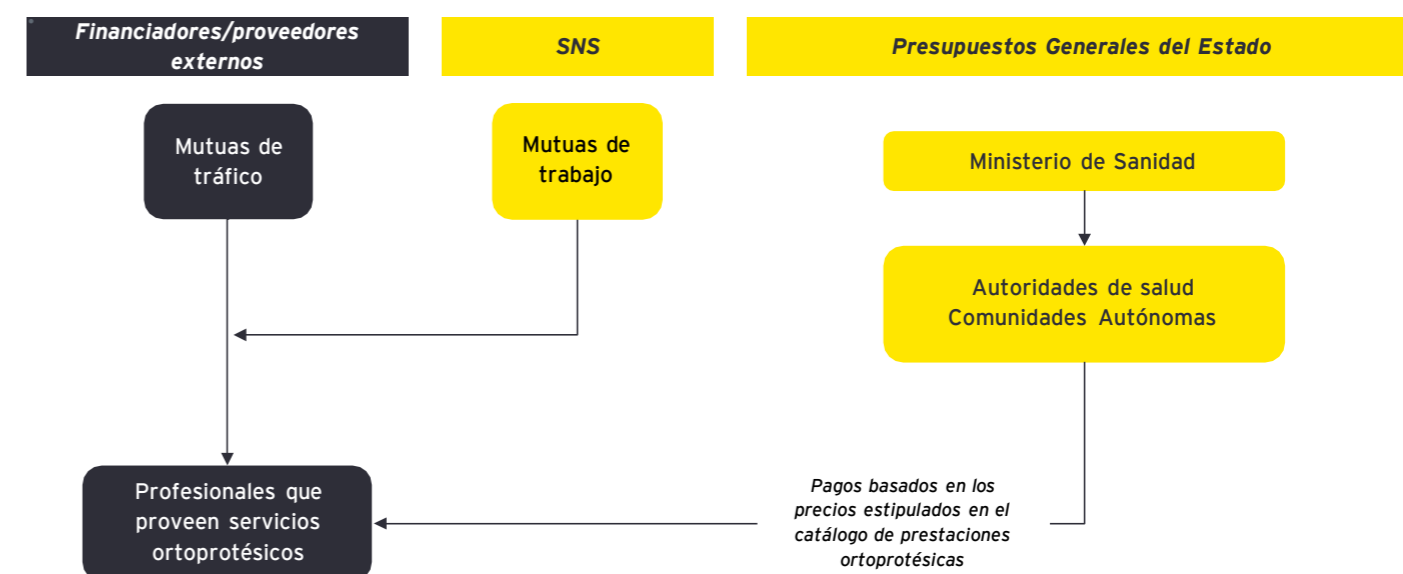 Financiadores/proveedores
externos
SNS
Presupuestos Generales del Estado
Mutuas de
tráfico
Mutuas de
trabajo
Ministerio de Sanidad
Autoridades de salud
Comunidades Autónomas
Profesionales que
proveen servicios
ortoprotésicos
Pagos basados en los
precios estipulados en el
catálogo de prestaciones
ortoprotésicas